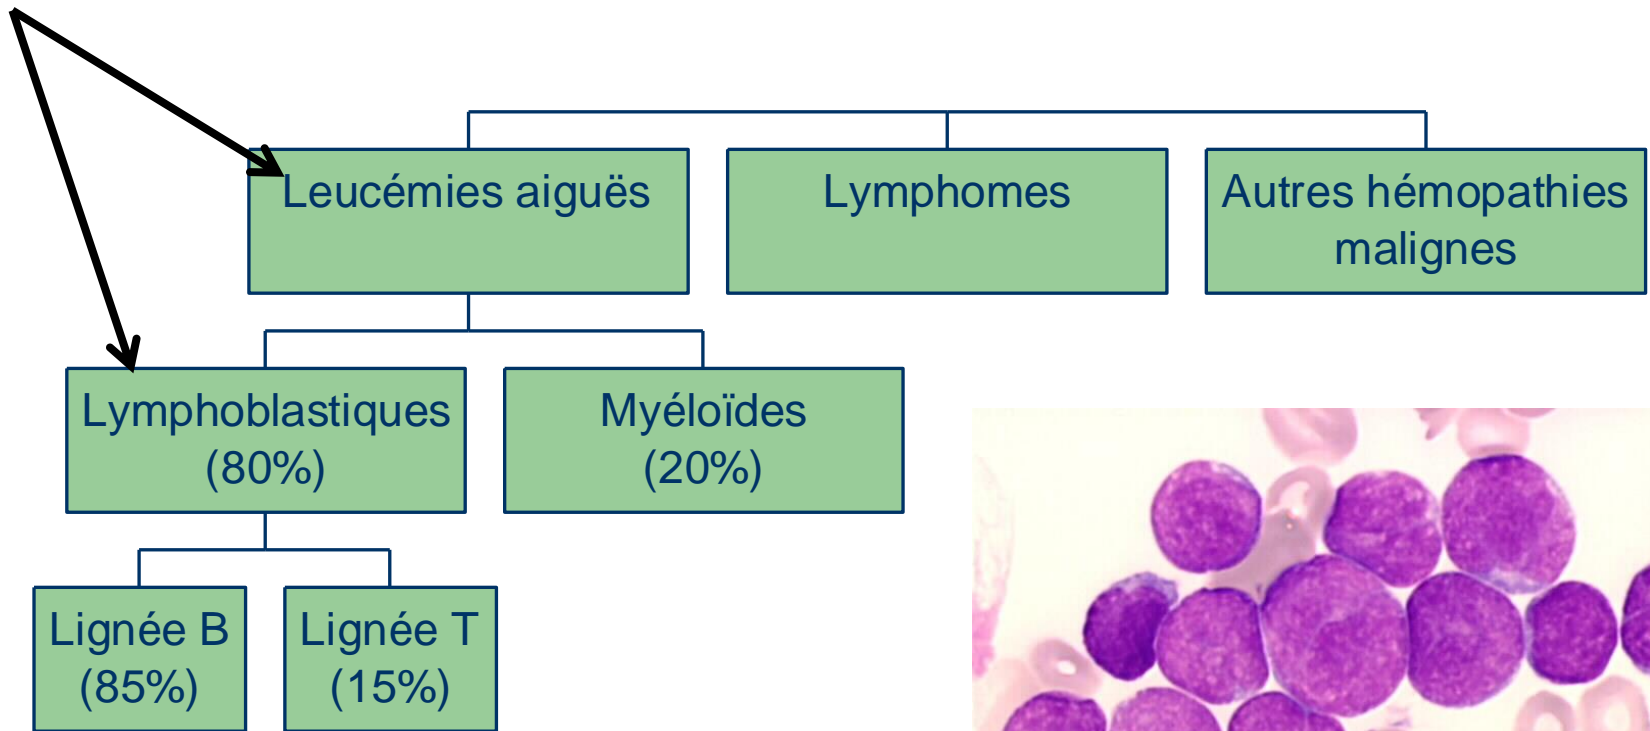 Leucémies aiguës
Lymphomes
Autres hémopathies
malignes
Lymphoblastiques
(80%)
Myéloïdes
(20%)
Lignée B
(85%)
Lignée T
(15%)